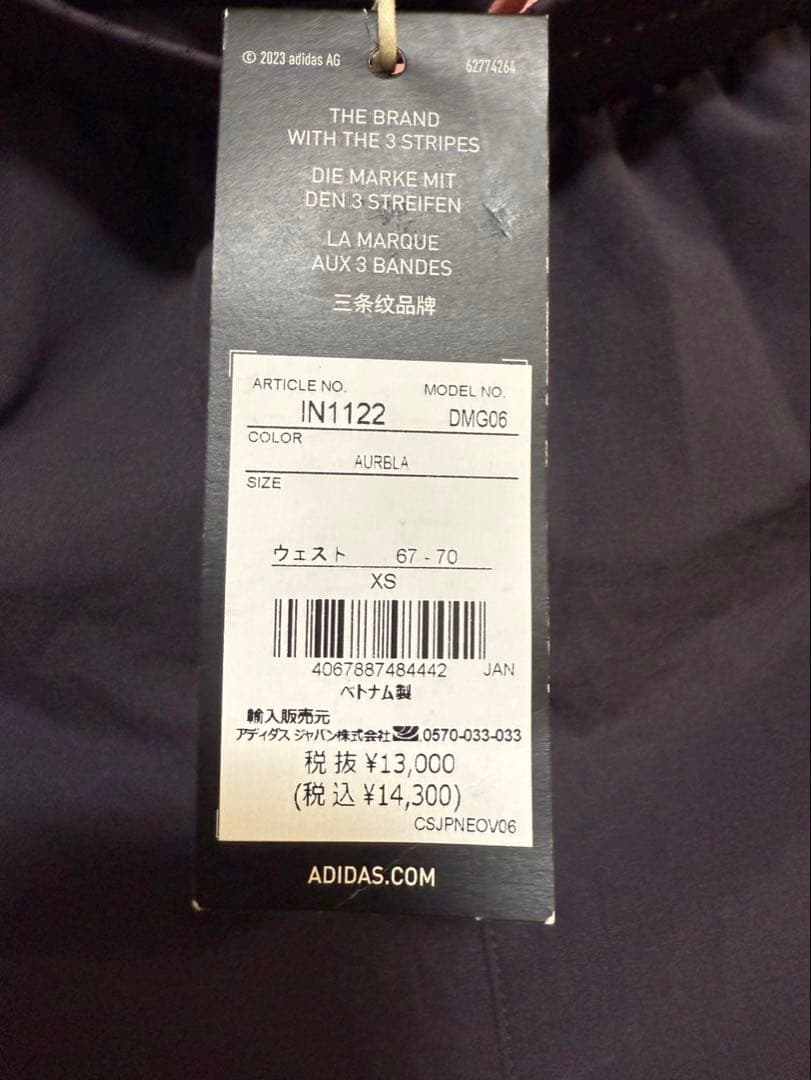 © 2023 adidas AG
62774264
THE BRAND
WITH THE 3 STRIPES
DIE MARKE MIT
DEN 3 STREIFEN
LA MARQUE
AUX 3 BANDES
三条纹品牌
ARTICLE NO. MODEL NO.
IN1122 DMG06
COLOR
AURBLA
SIZE
ウェスト 67 - 70
XS
4067887484442 JAN
ベトナム製
輸入販売元
アディダス ジャパン株式会社 0570-033-033
税抜 ¥13,000
(税込 ¥14,300)
CSJPNEOV06
ADIDAS.COM